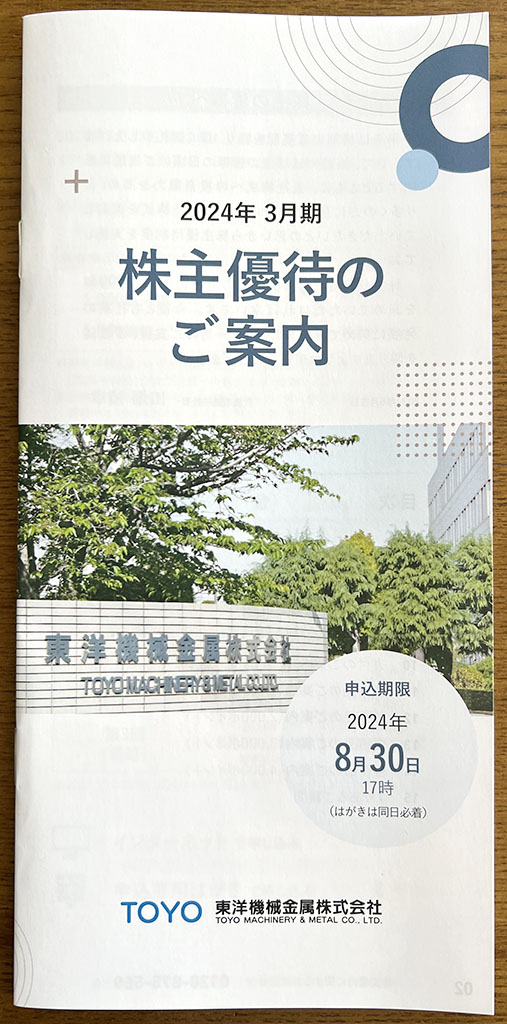 2024年 3月期
株主優待の
ご案内
東洋機械金属株式会社
TOYO MACHINERY & METAL CO.,LTD.
申込期限
2024年
8月30日
17時
(はがきは同日必着)
TOYO 東洋機械金属株式会社
TOYO MACHINERY & METAL CO., LTD.